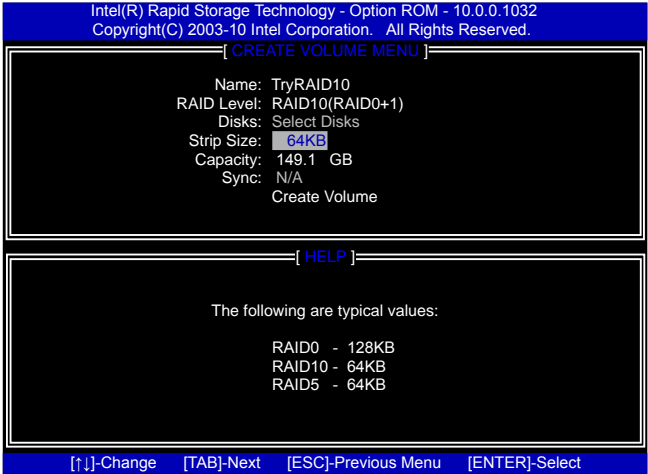 Intel(R) Rapid Storage Technology - Option ROM - 10.0.0.1032
Copyright(C) 2003-10 Intel Corporation. All Rights Reserved.
[ CREATE VOLUME MENU ]
Name: TryRAID10
RAID Level: RAID10(RAID0+1)
Disks: Select Disks
Strip Size: 64KB
Capacity: 149.1 GB
Sync: N/A
Create Volume
[ HELP ]
The following are typical values:
RAID0 - 128KB
RAID10 - 64KB
RAID5 - 64KB
[↑↓]-Change [TAB]-Next [ESC]-Previous Menu [ENTER]-Select